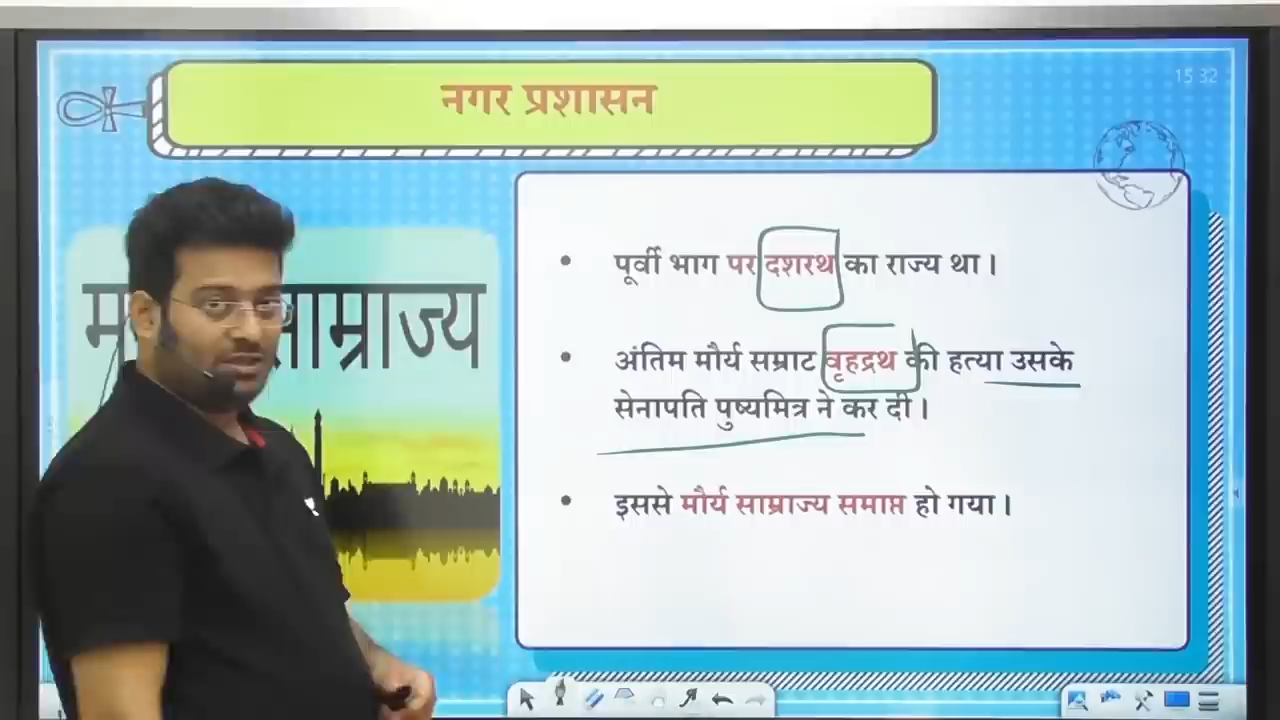 नगर प्रशासन
15 32
साम्राज्य
पूर्वी भाग पर दशरथ का राज्य था।
अंतिम मौर्य सम्राट वृहद्रथ की हत्या उसके
सेनापति पुष्यमित्र ने कर दी।
इससे मौर्य साम्राज्य समाप्त हो गया।